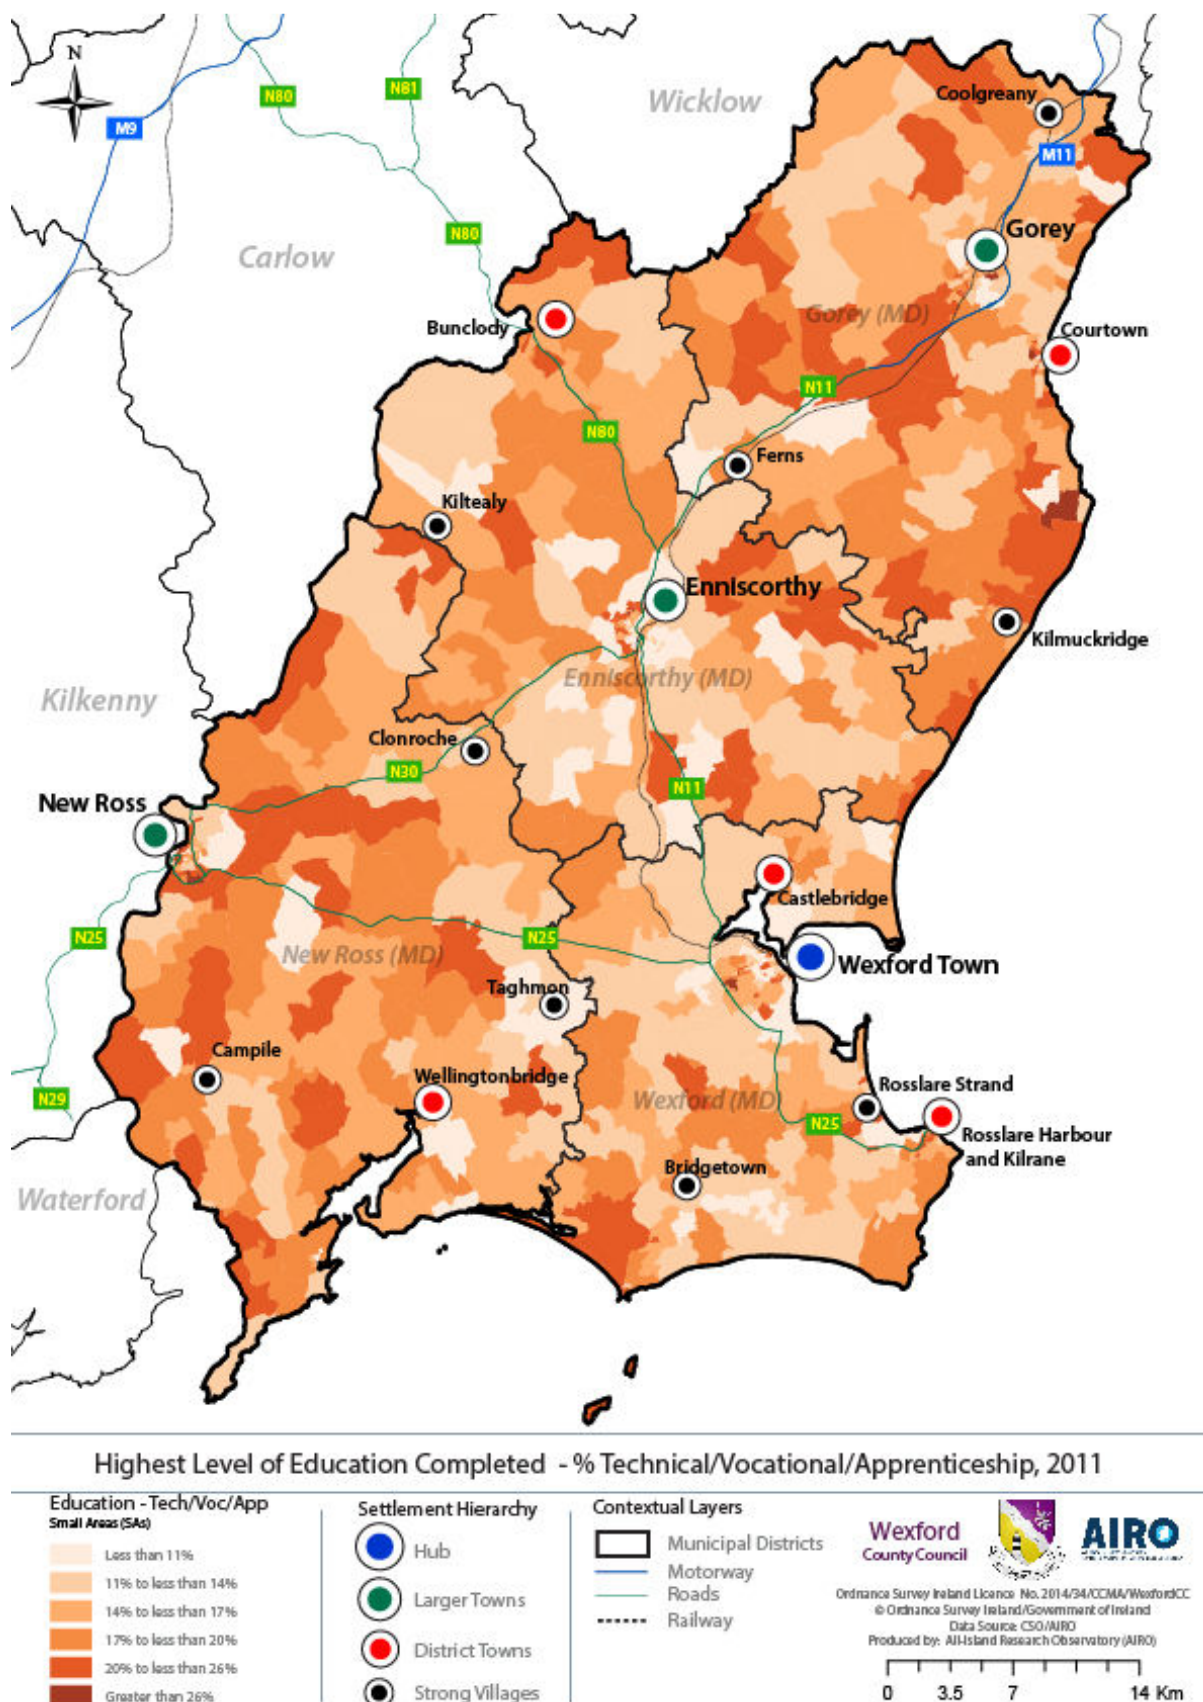 N
Wicklow
Coolgreany
N80
N81
M9
M11
N80
Gorey
Carlow
Gorey (MD)
Bunclody
Courtown
N11
N80
Ferns
Kiltealy
Enniscorthy
Kilmuckridge
Enniscorthy (MD)
Kilkenny
Clonroche
N30
N11
New Ross
Castlebridge
N25
N25
New Ross (MD)
Wexford Town
Taghmon
Campile
Wellingtonbridge
Rosslare Strand
N29
Wexford (MD)
N25
Rosslare Harbour
and Kilrane
Bridgetown
Waterford
Highest Level of Education Completed - % Technical/Vocational/Apprenticeship, 2011
Education - Tech/Voc/App
Small Areas (SAs)
Less than 11%
11% to less than 14%
14% to less than 17%
17% to less than 20%
20% to less than 26%
Greater than 26%
Settlement Hierarchy
Hub
Larger Towns
District Towns
Strong Villages
Contextual Layers
Municipal Districts
Motorway
Roads
Railway
Wexford
County Council
AIRO
Ordnance Survey Ireland Licence No. 2014/34/CCMA/WexfordCC
© Ordnance Survey Ireland/Government of Ireland
Data Source: CSO/AIRO
Produced by: All-Island Research Observatory (AIRO)
0 3.5 7 14 Km